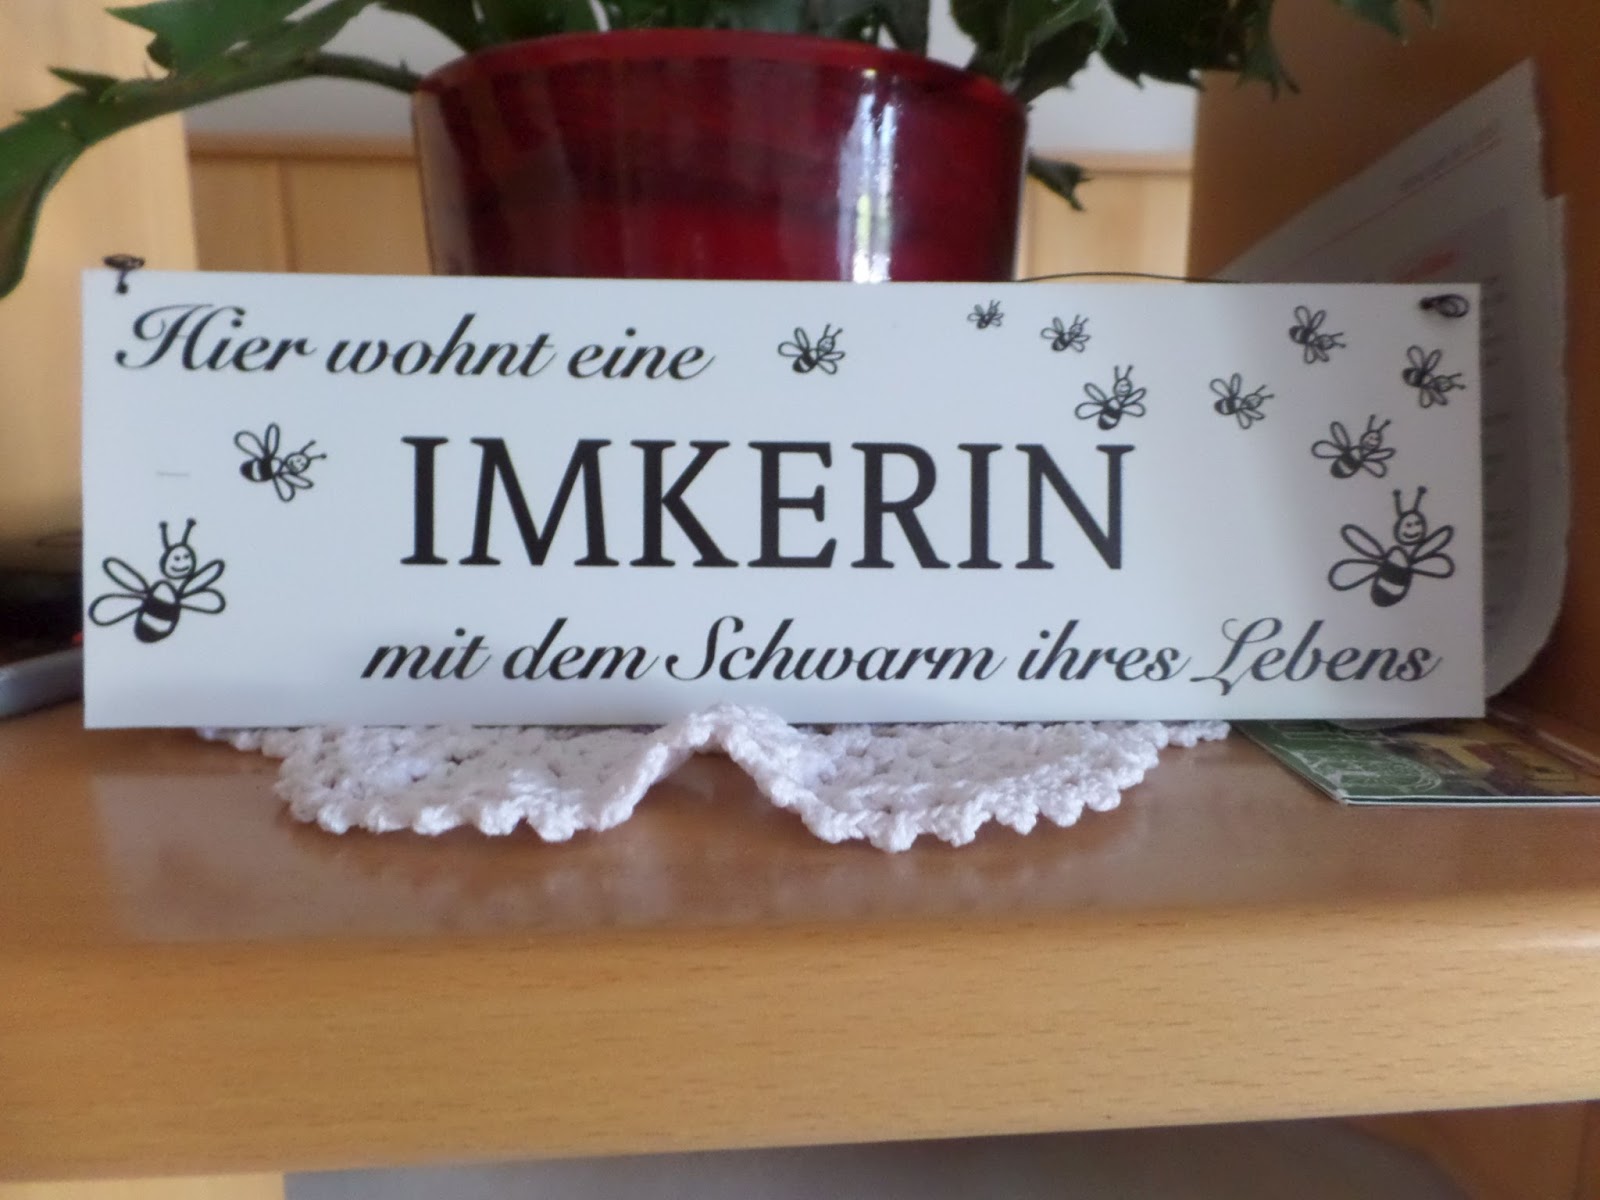 Hier wohnt eine
IMKERIN
mit dem Schwarm ihres Lebens